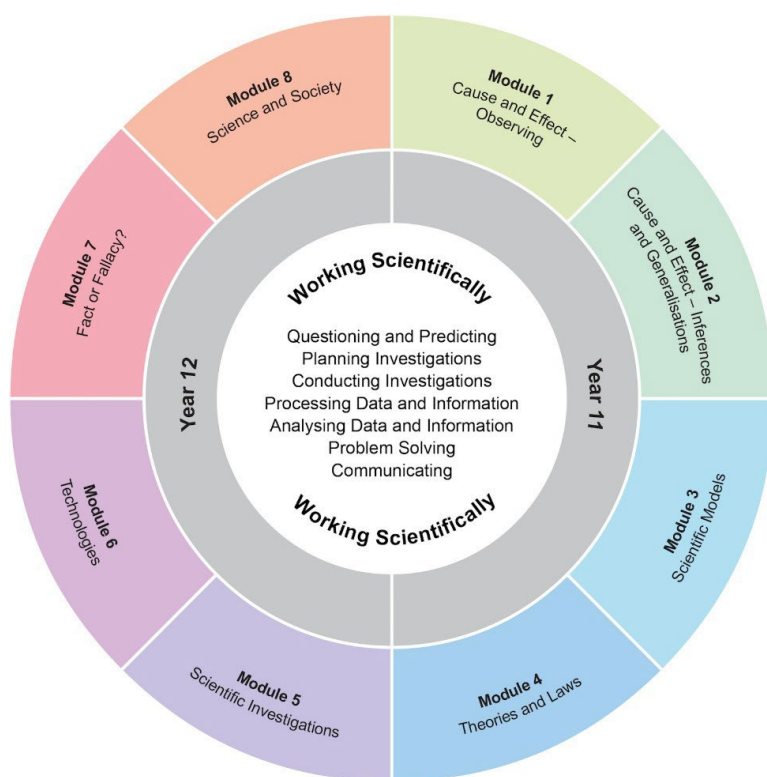 Module 1
Cause and Effect –
Observing
Module 2
Cause and Effect – Inferences
and Generalisations
Module 3
Scientific Models
Module 4
Theories and Laws
Module 5
Scientific Investigations
Module 6
Technologies
Module 7
Fact or Fallacy?
Module 8
Science and Society
Year 11
Year 12
Working Scientifically
Questioning and Predicting
Planning Investigations
Conducting Investigations
Processing Data and Information
Analysing Data and Information
Problem Solving
Communicating
Working Scientifically